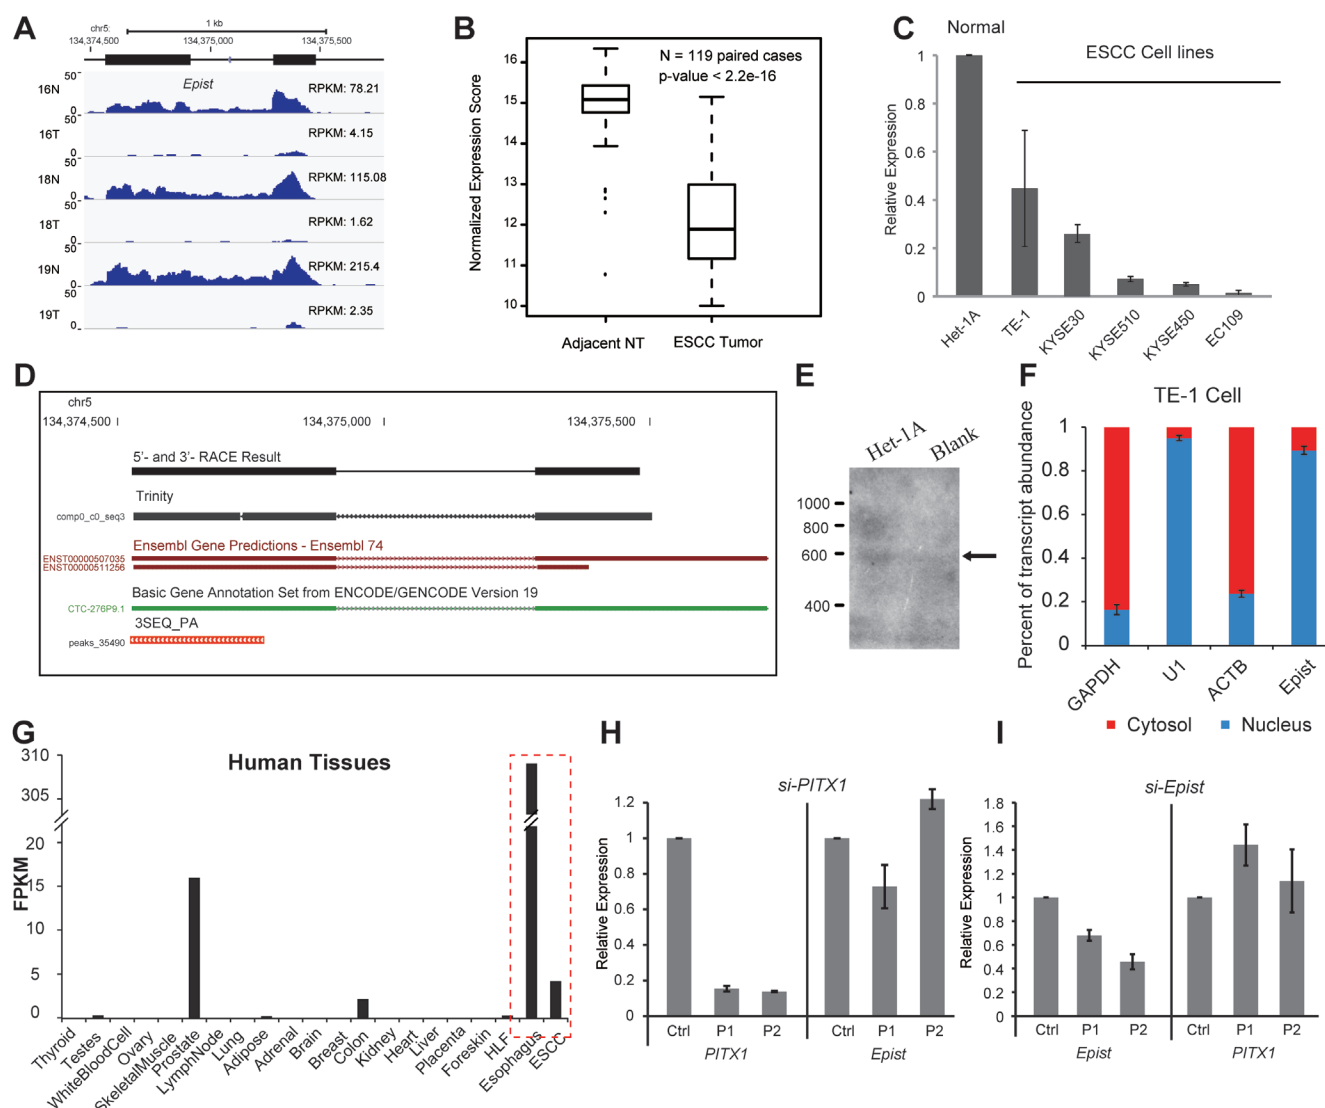 A
chr5:
1 kb
134,374,500
134,375,000
134,375,500
Epist
50
16N
RPKM: 78.21
0
50
16T
RPKM: 4.15
0
50
18N
RPKM: 115.08
0
50
18T
RPKM: 1.62
0
50
19N
RPKM: 215.4
0
50
19T
RPKM: 2.35
0
B
Normalized Expression Score
16
15
14
13
12
11
10
N = 119 paired cases
p-value < 2.2e-16
Adjacent NT
ESCC Tumor
C
Normal
ESCC Cell lines
Relative Expression
1
0.8
0.6
0.4
0.2
0
Het-1A
TE-1
KYSE30
KYSE510
KYSE450
EC109
D
chr5
134,374,500
134,375,000
134,375,500
5'- and 3'- RACE Result
Trinity
comp0_c0_seq3
Ensembl Gene Predictions - Ensembl 74
ENST00000507035
ENST00000511256
Basic Gene Annotation Set from ENCODE/GENCODE Version 19
CTC-276P9.1
3SEQ_PA
peaks_35490
E
Het-1A
Blank
1000
800
600
400
F
TE-1 Cell
Percent of transcript abundance
1
0.8
0.6
0.4
0.2
0
GAPDH
U1
ACTB
Epist
Cytosol
Nucleus
G
Human Tissues
FPKM
310
305
20
15
10
5
0
Thyroid
Testes
WhiteBloodCell
Ovary
SkeletalMuscle
Prostate
LymphNode
Lung
Adipose
Adrenal
Brain
Breast
Colon
Kidney
Heart
Liver
Placenta
Foreskin
HLF
Esophagus
ESCC
H
si-PITX1
Relative Expression
1.2
1
0.8
0.6
0.4
0.2
0
Ctrl
P1
P2
Ctrl
P1
P2
PITX1
Epist
I
si-Epist
Relative Expression
1.8
1.6
1.4
1.2
1
0.8
0.6
0.4
0.2
0
Ctrl
P1
P2
Ctrl
P1
P2
Epist
PITX1